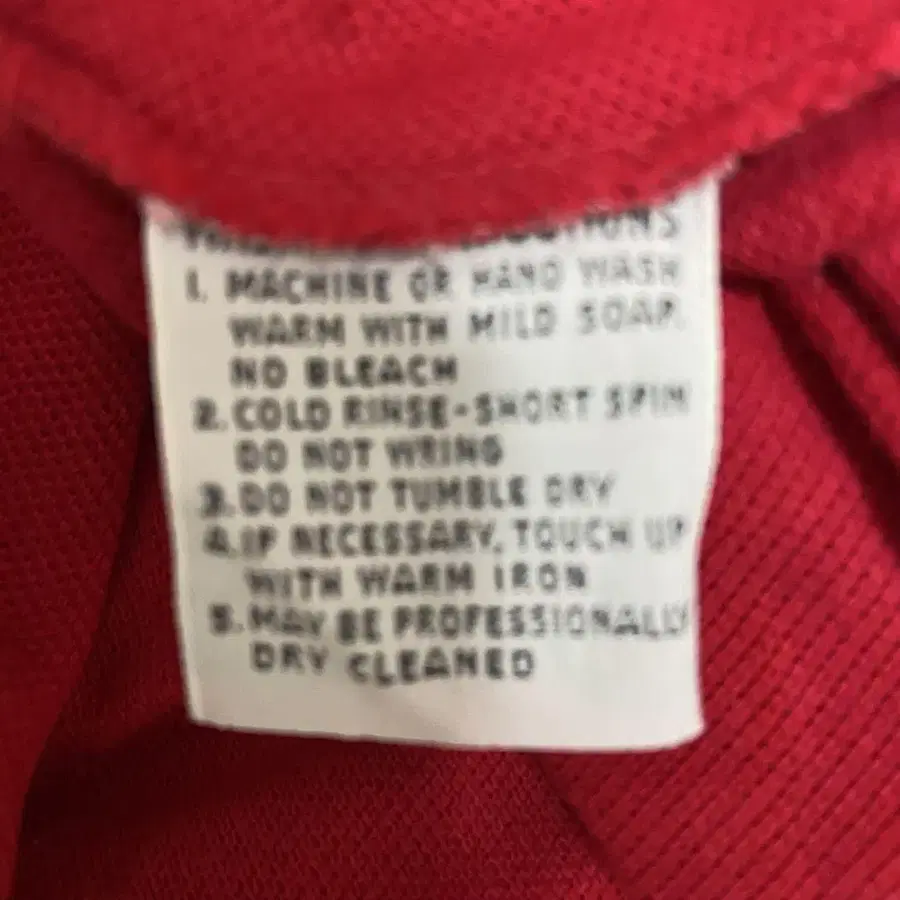 1. MACHINE OR HAND WASH
WARM WITH MILD SOAP.
NO BLEACH
2. COLD RINSE-SHORT SPIN
DO NOT WRING
3. DO NOT TUMBLE DRY
4. IF NECESSARY, TOUCH UP
WITH WARM IRON
5. MAY BE PROFESSIONALLY
DRY CLEANED